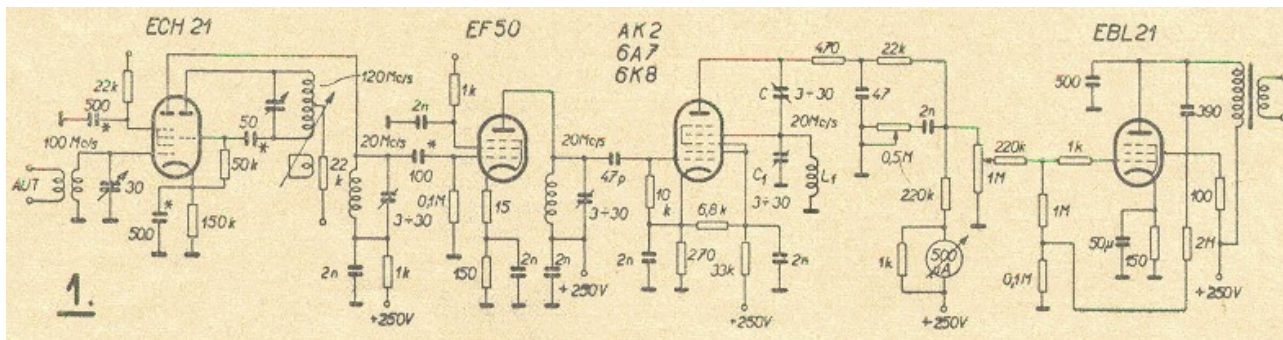 ECH 21
EF50
AK2
6A7
6K8
EBL21
22k
500
*
100 Mc/s
AUT
30
500
*
150k
50k
50
*
120Mc/s
22
k
20Mc/s
100
*
3÷30
2n
1k
+250V
2n
1k
0,1M
15
150
2n
2n
+250V
20Mc/s
3÷30
47p
10
k
2n
270
6,8k
33k
2n
+250V
C
3÷30
20Mc/s
C1
3÷30
L1
470
22k
47
0,5M
2n
220k
1k
500
µA
+250V
1M
220k
1k
1M
0,1M
500
50µ
150
390
100
2M
+250V
1.